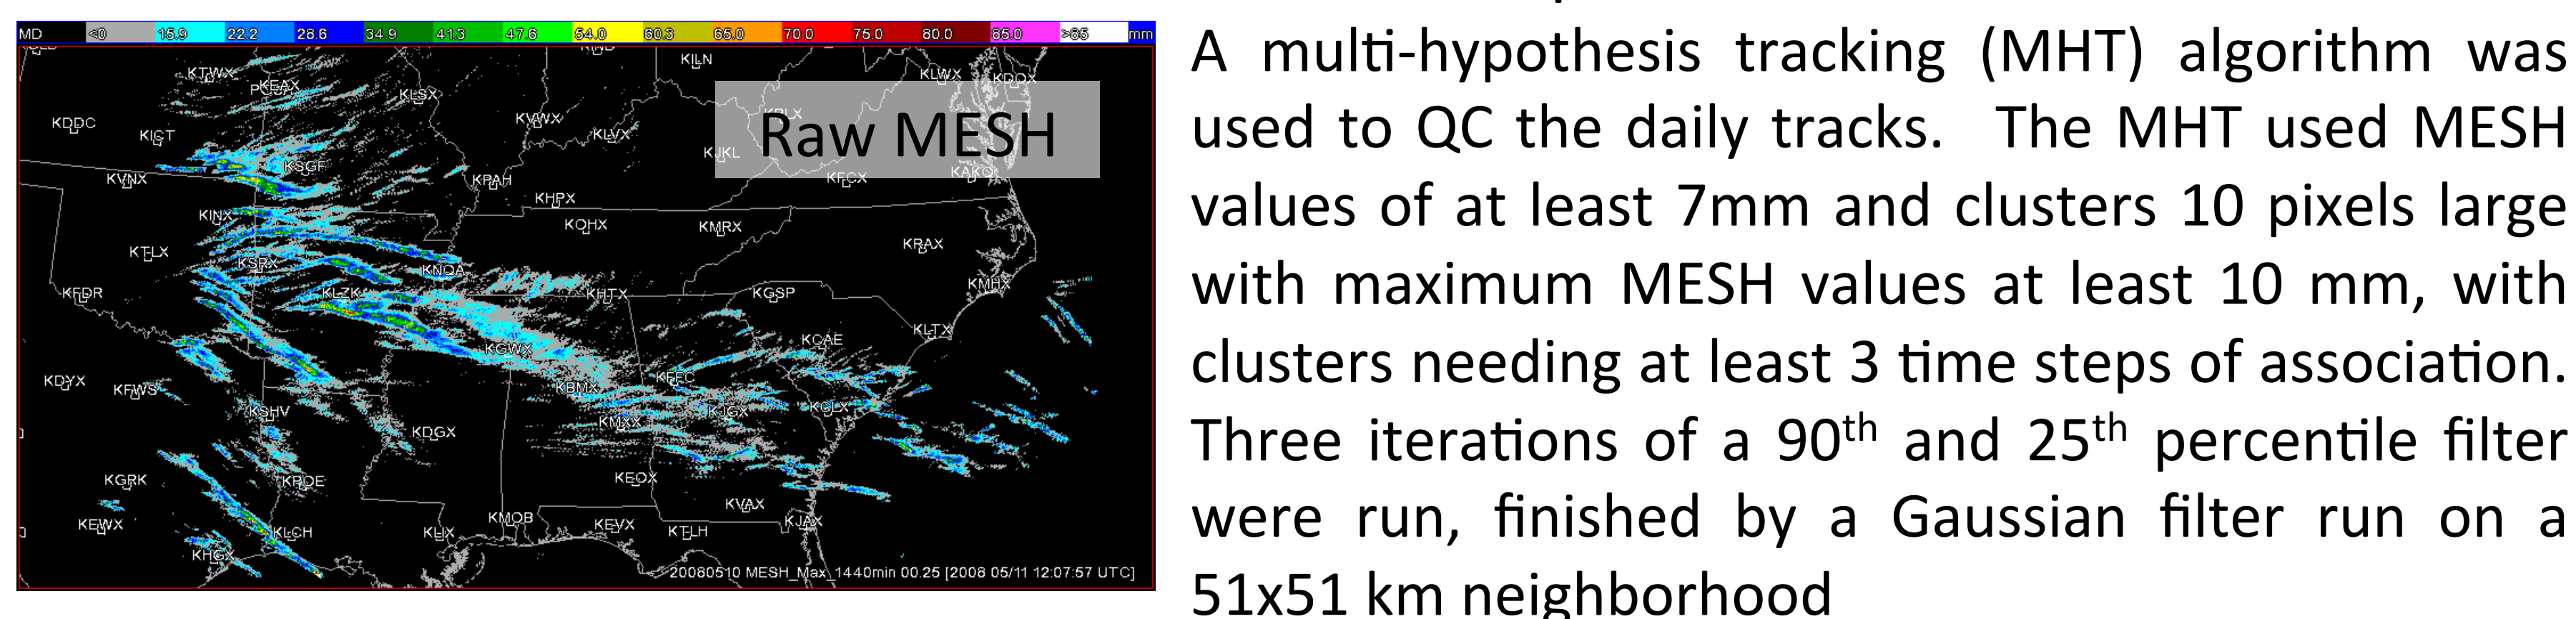 MD <0 15.9 22.2 28.6 34.9 41.3 47.6 54.0 60.3 65.0 70.0 75.0 80.0 85.0 >85 mm
KILN
KTWX KLWX KDOX
KEAX KLSX
KDDC KVWX
KICT KLVX
Raw MESH
KJKL
KSGF
KVNX KPAH KFCX KAKQ
KHPX
KINX KOHX KMRX
KTLX KRAX
KSRX KNQA
KFDR KLZK KHTX KGSP KMHX
KLTX
KGWX KCAE
KDYX KFWS KBMX KFFC
KSHV KJGX KCLX
KDGX KMXX
KGRK KPOE KEOX
KVAX
KEWX KLCH KLIX KMOB KEVX KTLH KJAX
KHGX
20080510 MESH_Max_1440min 00.25 [2008 05/11 12:07:57 UTC]
A multi-hypothesis tracking (MHT) algorithm was
used to QC the daily tracks. The MHT used MESH
values of at least 7mm and clusters 10 pixels large
with maximum MESH values at least 10 mm, with
clusters needing at least 3 time steps of association.
Three iterations of a 90th and 25th percentile filter
were run, finished by a Gaussian filter run on a
51x51 km neighborhood